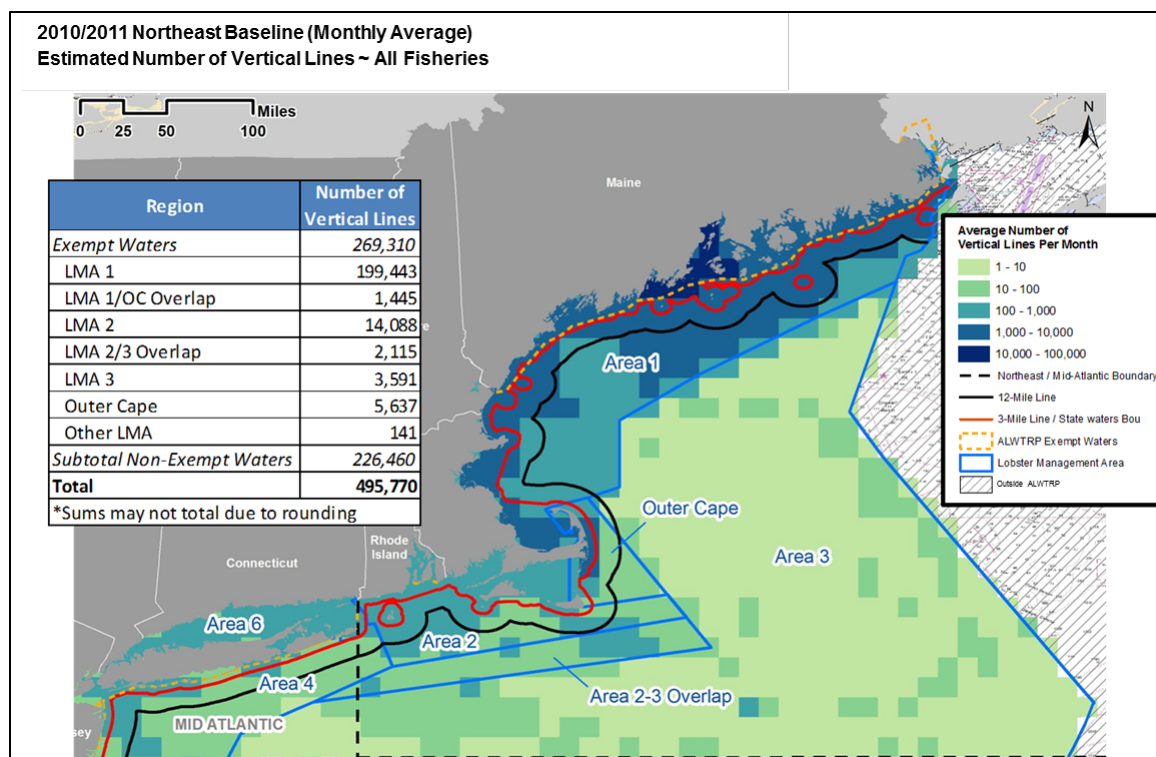 2010/2011 Northeast Baseline (Monthly Average)
Estimated Number of Vertical Lines ~ All Fisheries
Miles
0 25 50 100
N
Maine
Region
Number of
Vertical Lines
Exempt Waters 269,310
LMA 1 199,443
LMA 1/OC Overlap 1,445
LMA 2 14,088
LMA 2/3 Overlap 2,115
LMA 3 3,591
Outer Cape 5,637
Other LMA 141
Subtotal Non-Exempt Waters 226,460
Total 495,770
*Sums may not total due to rounding
re
Average Number of
Vertical Lines Per Month
1 - 10
10 - 100
100 - 1,000
1,000 - 10,000
10,000 - 100,000
Northeast / Mid-Atlantic Boundary
12-Mile Line
3-Mile Line / State waters Bou
ALWTRP Exempt Waters
Lobster Management Area
Outside ALWTRP
Area 1
Outer Cape
Rhode
Island
Connecticut
Area 3
Area 6
Area 2
Area 4
Area 2-3 Overlap
MID ATLANTIC
sey